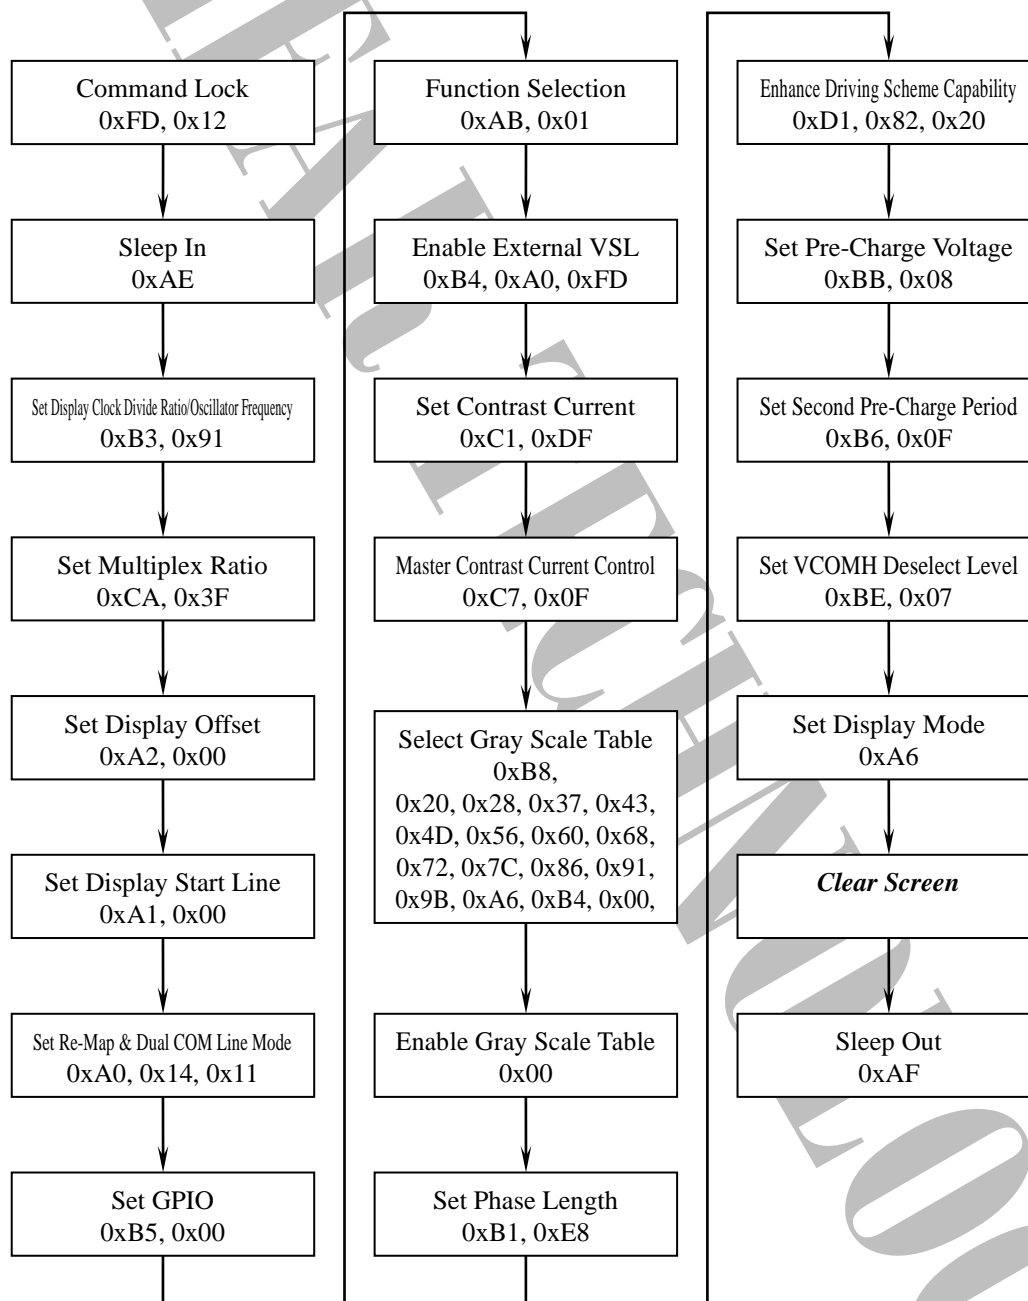 Command Lock
0xFD, 0x12
Sleep In
0xAE
Set Display Clock Divide Ratio/Oscillator Frequency
0xB3, 0x91
Set Multiplex Ratio
0xCA, 0x3F
Set Display Offset
0xA2, 0x00
Set Display Start Line
0xA1, 0x00
Set Re-Map & Dual COM Line Mode
0xA0, 0x14, 0x11
Set GPIO
0xB5, 0x00
Function Selection
0xAB, 0x01
Enable External VSL
0xB4, 0xA0, 0xFD
Set Contrast Current
0xC1, 0xDF
Master Contrast Current Control
0xC7, 0x0F
Select Gray Scale Table
0xB8,
0x20, 0x28, 0x37, 0x43,
0x4D, 0x56, 0x60, 0x68,
0x72, 0x7C, 0x86, 0x91,
0x9B, 0xA6, 0xB4, 0x00,
Enable Gray Scale Table
0x00
Set Phase Length
0xB1, 0xE8
Enhance Driving Scheme Capability
0xD1, 0x82, 0x20
Set Pre-Charge Voltage
0xBB, 0x08
Set Second Pre-Charge Period
0xB6, 0x0F
Set VCOMH Deselect Level
0xBE, 0x07
Set Display Mode
0xA6
Clear Screen
Sleep Out
0xAF